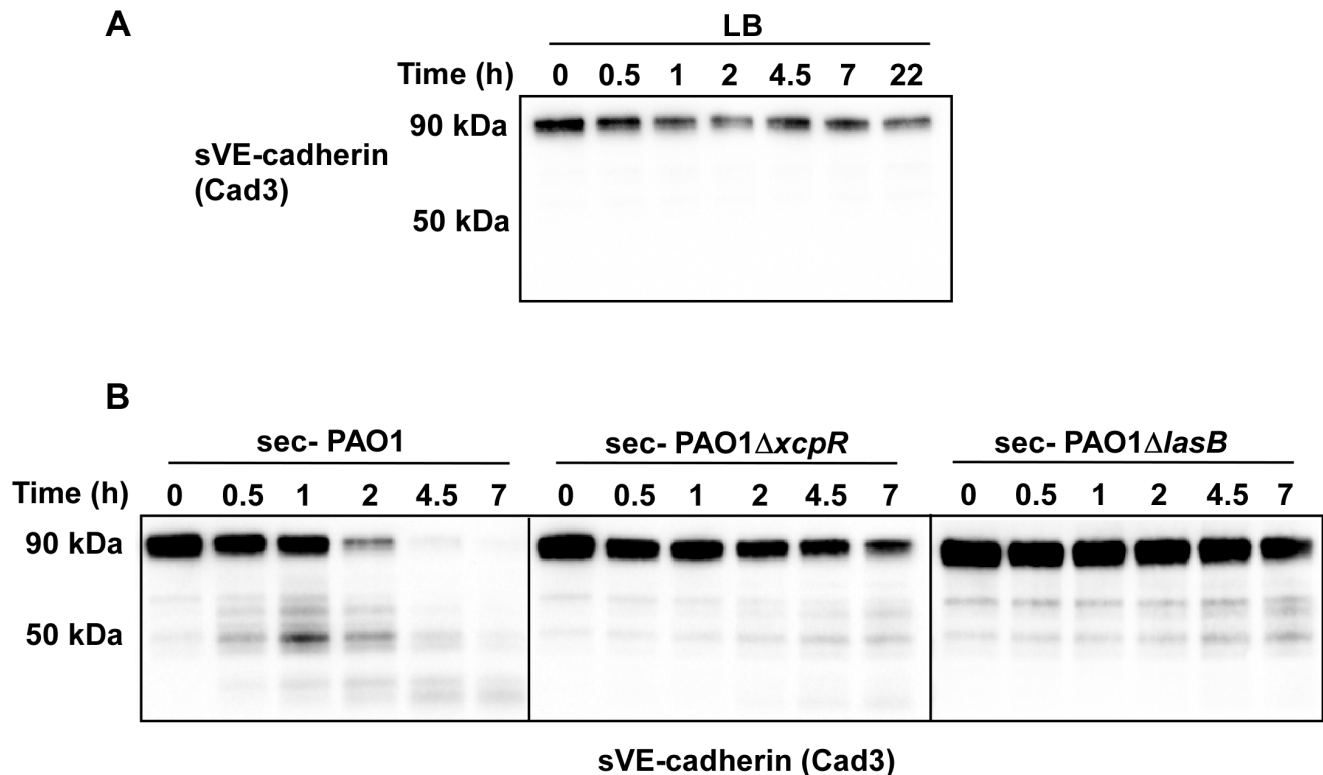 A
LB
Time (h) 0 0.5 1 2 4.5 7 22
90 kDa
sVE-cadherin
(Cad3)
50 kDa
B
sec- PAO1 sec- PAO1ΔxcpR sec- PAO1ΔlasB
Time (h) 0 0.5 1 2 4.5 7 0 0.5 1 2 4.5 7 0 0.5 1 2 4.5 7
90 kDa
50 kDa
sVE-cadherin (Cad3)